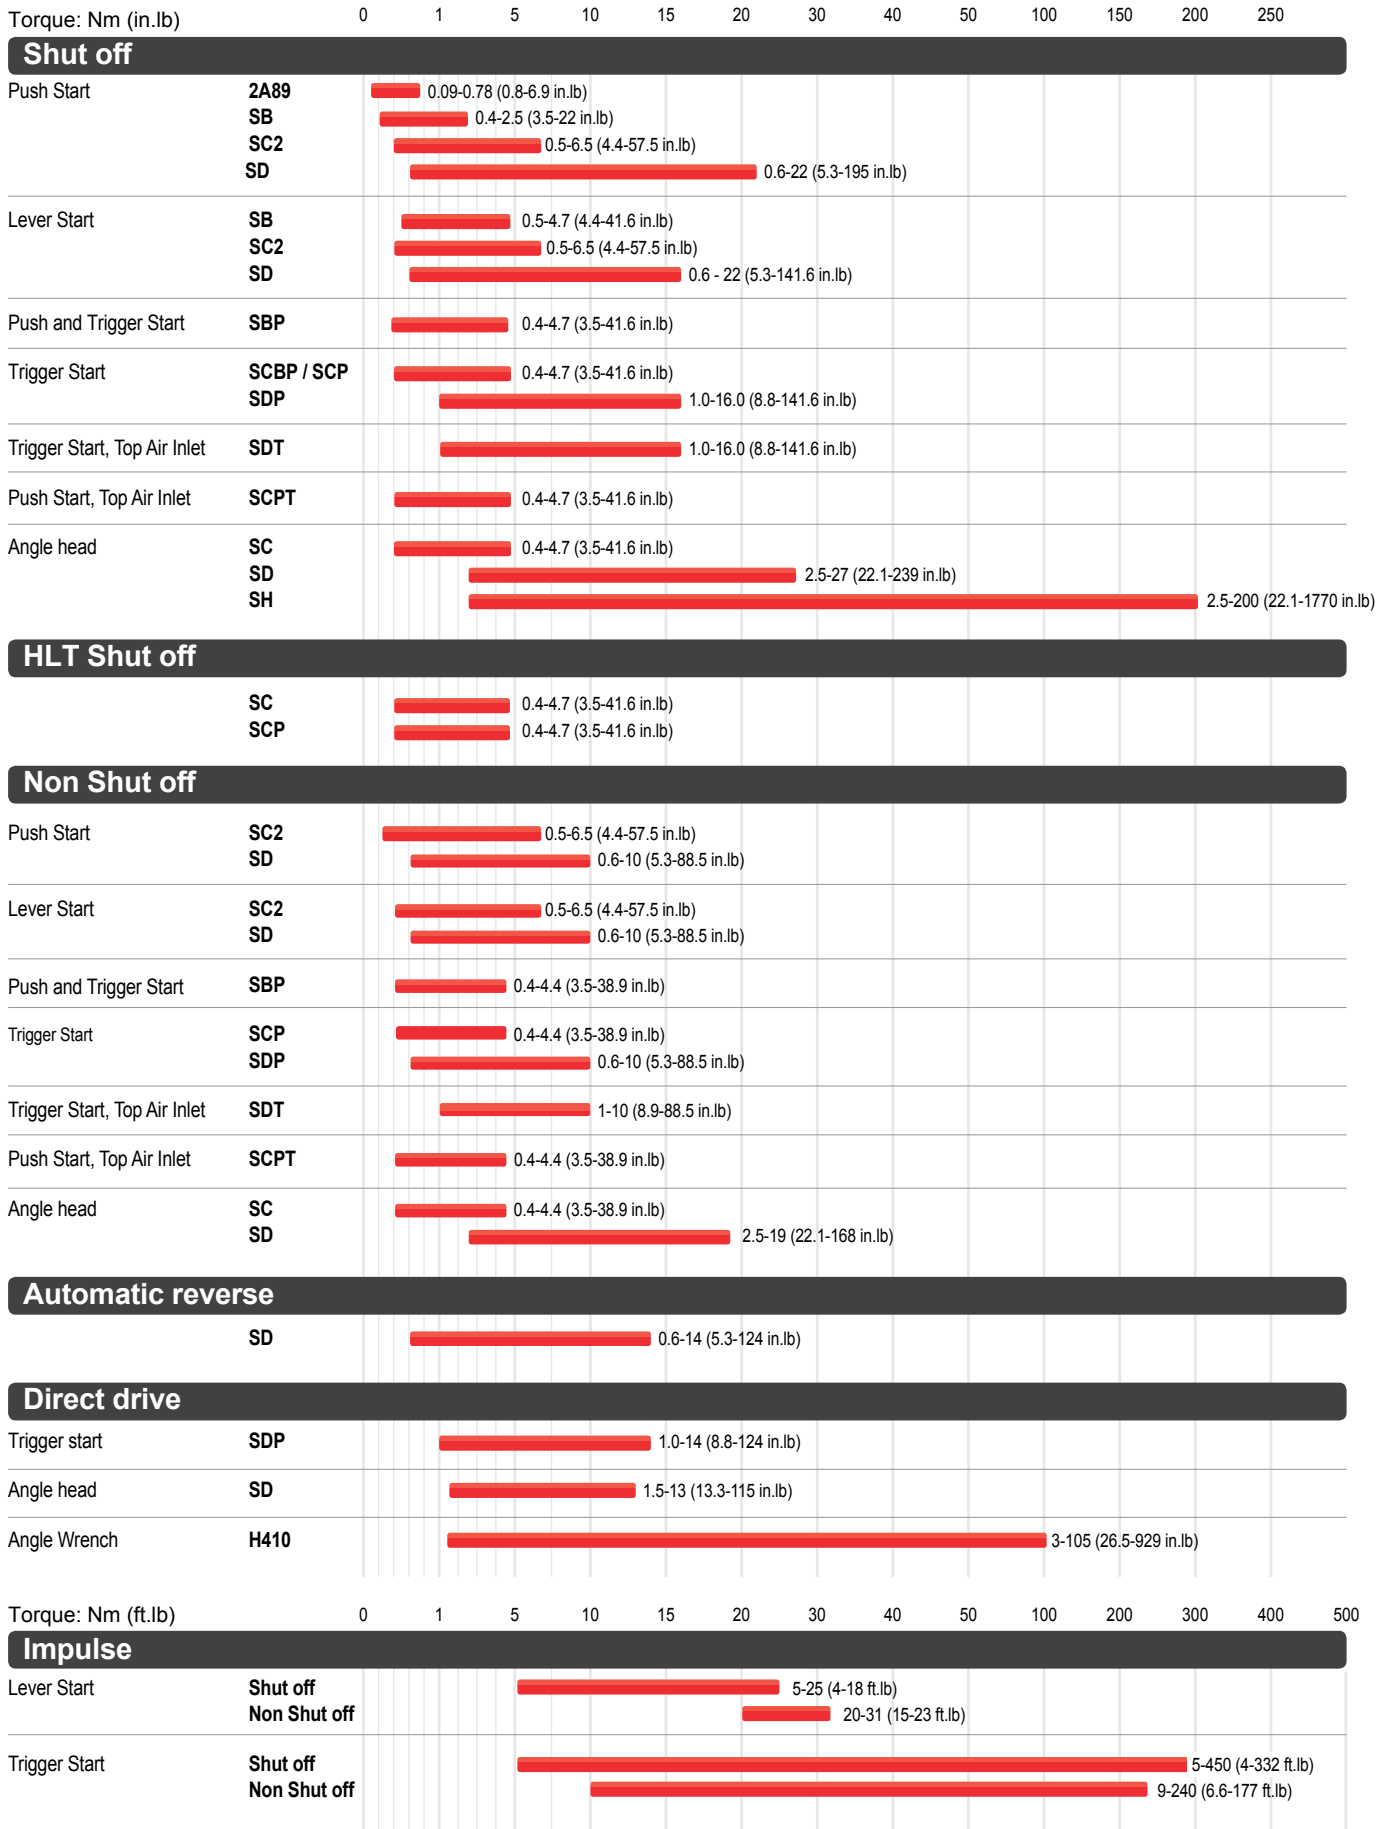 Torque: Nm (in.lb) 0 1 5 10 15 20 30 40 50 100 150 200 250
Shut off
Push Start 2A89 0.09-0.78 (0.8-6.9 in.lb)
SB 0.4-2.5 (3.5-22 in.lb)
SC2 0.5-6.5 (4.4-57.5 in.lb)
SD 0.6-22 (5.3-195 in.lb)
Lever Start SB 0.5-4.7 (4.4-41.6 in.lb)
SC2 0.5-6.5 (4.4-57.5 in.lb)
SD 0.6 - 22 (5.3-141.6 in.lb)
Push and Trigger Start SBP 0.4-4.7 (3.5-41.6 in.lb)
Trigger Start SCBP / SCP 0.4-4.7 (3.5-41.6 in.lb)
SDP 1.0-16.0 (8.8-141.6 in.lb)
Trigger Start, Top Air Inlet SDT 1.0-16.0 (8.8-141.6 in.lb)
Push Start, Top Air Inlet SCPT 0.4-4.7 (3.5-41.6 in.lb)
Angle head SC 0.4-4.7 (3.5-41.6 in.lb)
SD 2.5-27 (22.1-239 in.lb)
SH 2.5-200 (22.1-1770 in.lb)
HLT Shut off
SC 0.4-4.7 (3.5-41.6 in.lb)
SCP 0.4-4.7 (3.5-41.6 in.lb)
Non Shut off
Push Start SC2 0.5-6.5 (4.4-57.5 in.lb)
SD 0.6-10 (5.3-88.5 in.lb)
Lever Start SC2 0.5-6.5 (4.4-57.5 in.lb)
SD 0.6-10 (5.3-88.5 in.lb)
Push and Trigger Start SBP 0.4-4.4 (3.5-38.9 in.lb)
Trigger Start SCP 0.4-4.4 (3.5-38.9 in.lb)
SDP 0.6-10 (5.3-88.5 in.lb)
Trigger Start, Top Air Inlet SDT 1-10 (8.9-88.5 in.lb)
Push Start, Top Air Inlet SCPT 0.4-4.4 (3.5-38.9 in.lb)
Angle head SC 0.4-4.4 (3.5-38.9 in.lb)
SD 2.5-19 (22.1-168 in.lb)
Automatic reverse
SD 0.6-14 (5.3-124 in.lb)
Direct drive
Trigger start SDP 1.0-14 (8.8-124 in.lb)
Angle head SD 1.5-13 (13.3-115 in.lb)
Angle Wrench H410 3-105 (26.5-929 in.lb)
Torque: Nm (ft.lb) 0 1 5 10 15 20 30 40 50 100 200 300 400 500
Impulse
Lever Start Shut off 5-25 (4-18 ft.lb)
Non Shut off 20-31 (15-23 ft.lb)
Trigger Start Shut off 5-450 (4-332 ft.lb)
Non Shut off 9-240 (6.6-177 ft.lb)